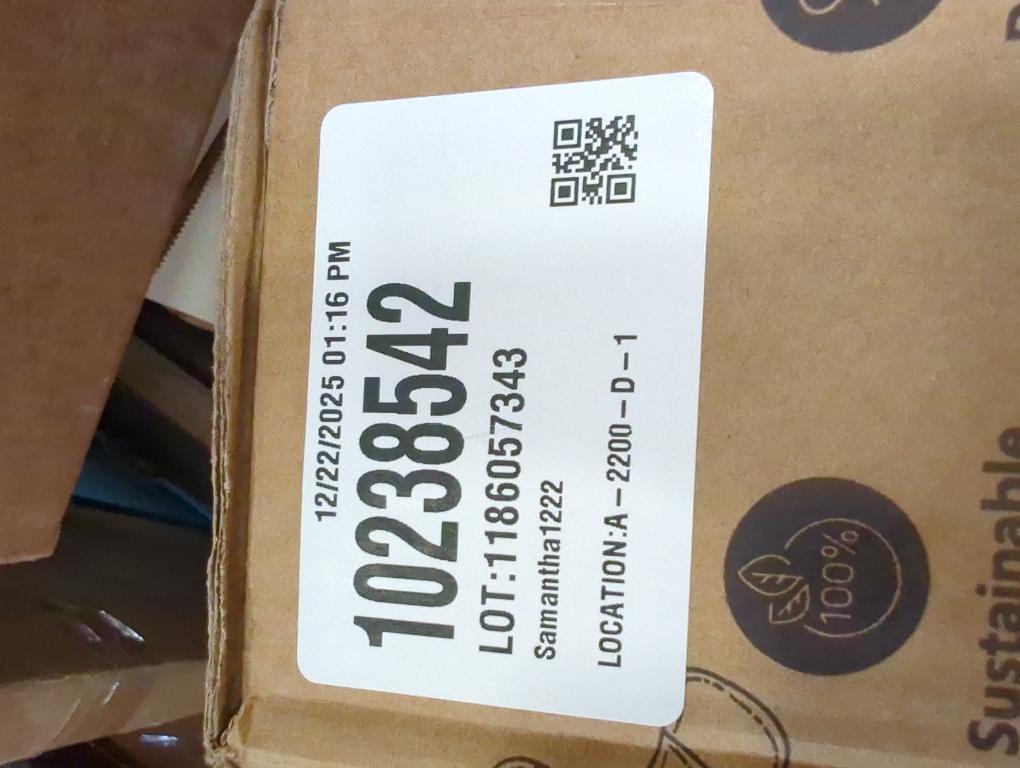 12/22/2025 01:16 PM
10238542
LOT:1186057343
Samantha1222
LOCATION:A-2200-D-1
100%
Sustainable